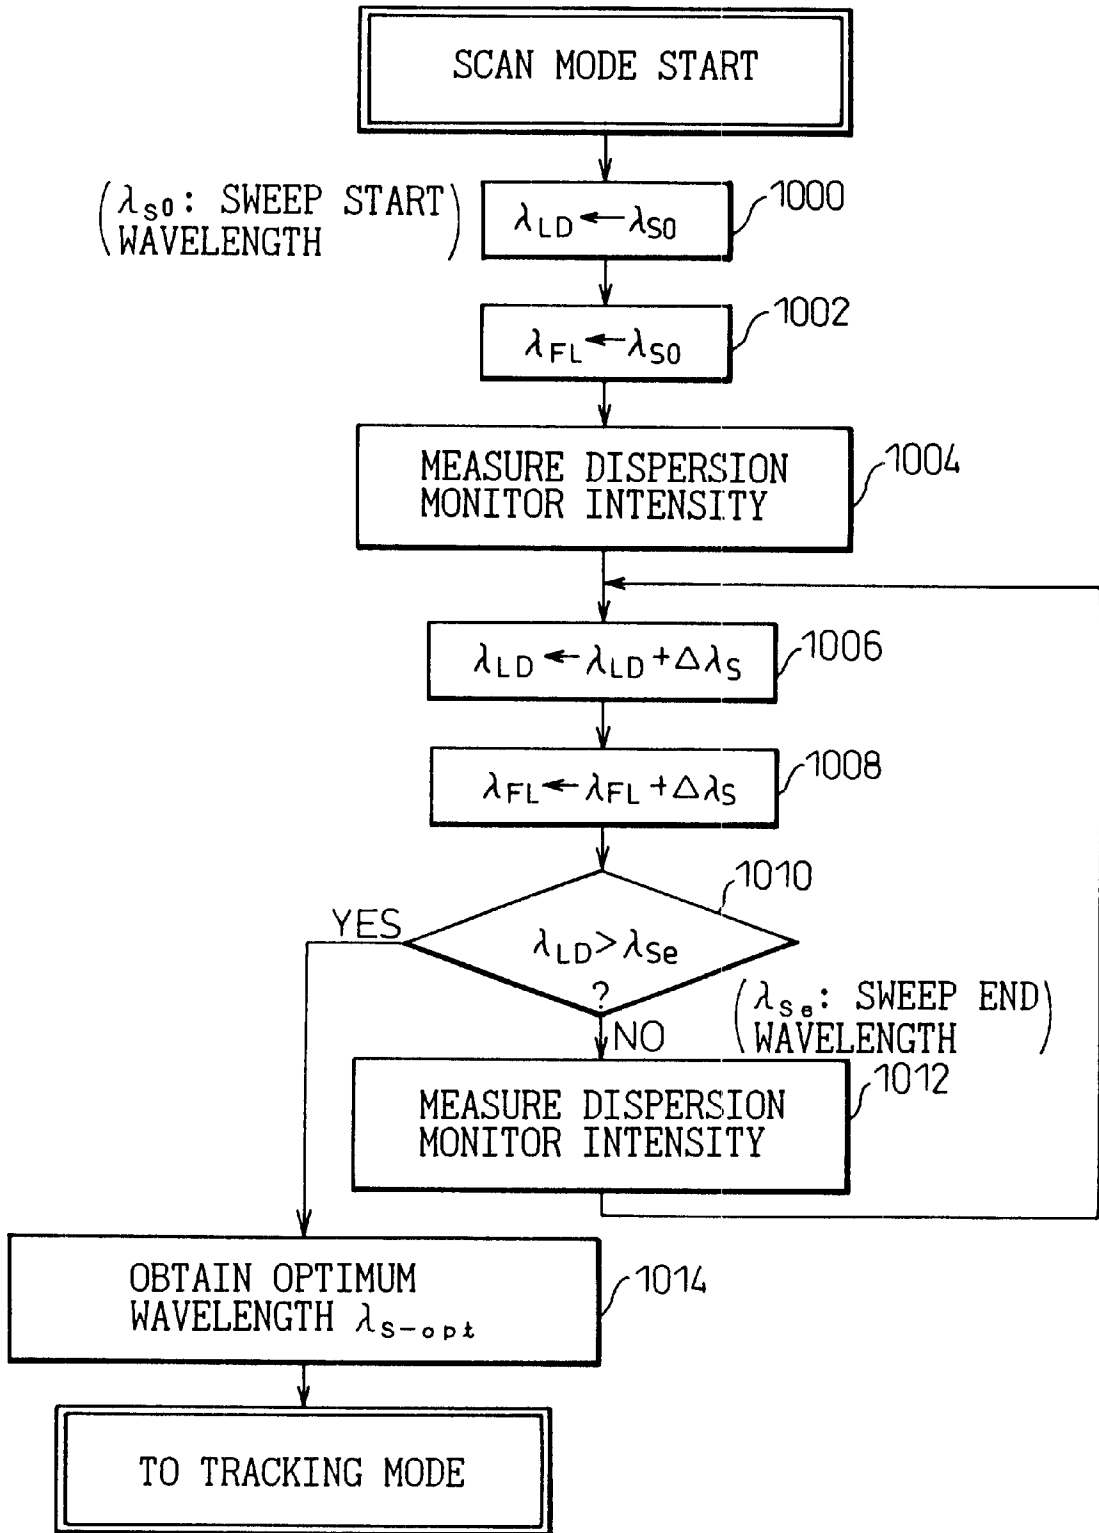 SCAN MODE START
(λS0: SWEEP START
WAVELENGTH)
λLD ← λS0
1000
λFL ← λS0
1002
MEASURE DISPERSION
MONITOR INTENSITY
1004
λLD ← λLD + ΔλS
1006
λFL ← λFL + ΔλS
1008
1010
YES
λLD > λSe
?
NO
(λSe: SWEEP END
WAVELENGTH)
MEASURE DISPERSION
MONITOR INTENSITY
1012
OBTAIN OPTIMUM
WAVELENGTH λS-opt
1014
TO TRACKING MODE